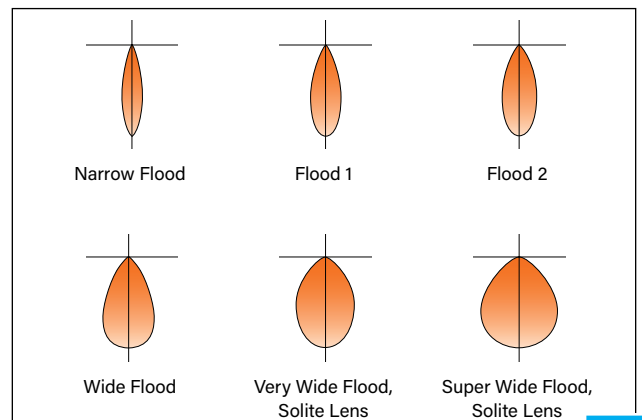 Narrow Flood
Flood 1
Flood 2
Wide Flood
Very Wide Flood,
Solite Lens
Super Wide Flood,
Solite Lens